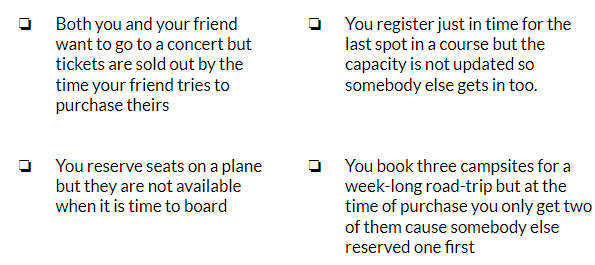 ❏ Both you and your friend
want to go to a concert but
tickets are sold out by the
time your friend tries to
purchase theirs
❏ You register just in time for the
last spot in a course but the
capacity is not updated so
somebody else gets in too.
❏ You reserve seats on a plane
but they are not available
when it is time to board
❏ You book three campsites for a
week-long road-trip but at the
time of purchase you only get two
of them cause somebody else
reserved one first